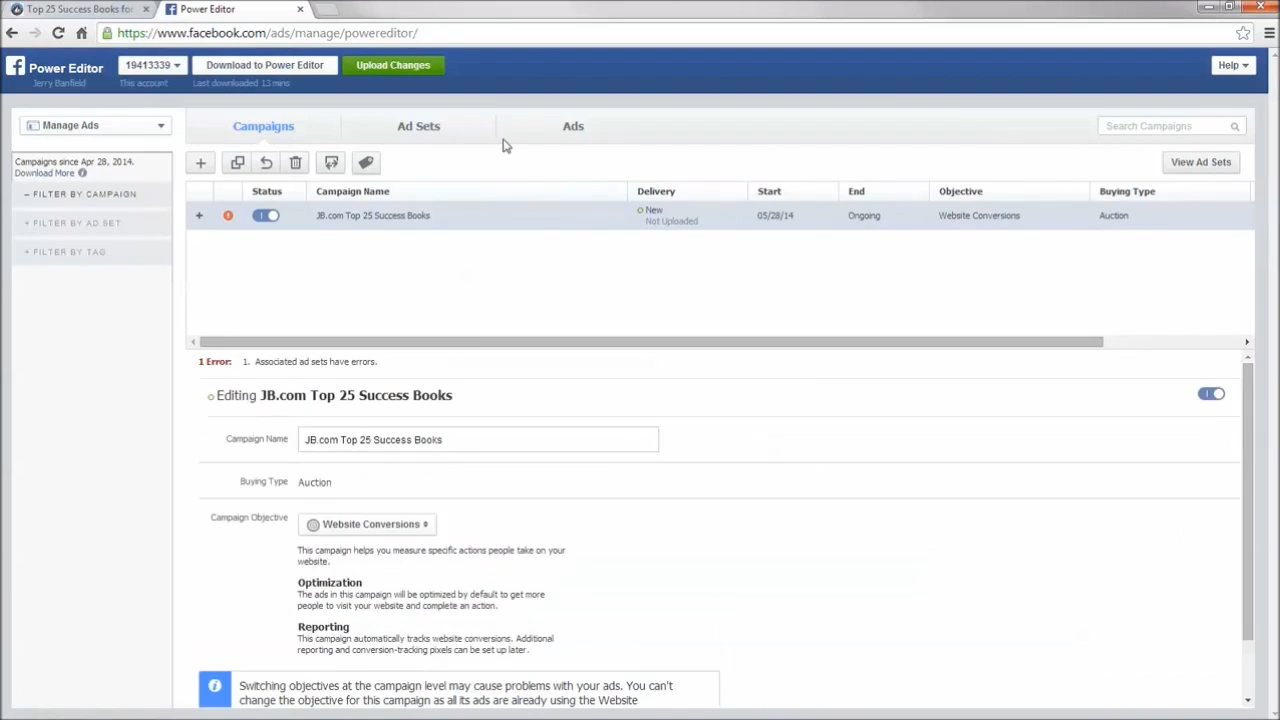 Top 25 Success Books for
Power Editor
https://www.facebook.com/ads/manage/powereditor/
Power Editor
Jerry Banfield
19413339
This account
Download to Power Editor
Last downloaded 13 mins
Upload Changes
Help
Manage Ads
Campaigns
Ad Sets
Ads
Search Campaigns
Campaigns since Apr 28, 2014.
Download More
– FILTER BY CAMPAIGN
+ FILTER BY AD SET
+ FILTER BY TAG
View Ad Sets
Status
Campaign Name
Delivery
Start
End
Objective
Buying Type
JB.com Top 25 Success Books
New
Not Uploaded
05/28/14
Ongoing
Website Conversions
Auction
1 Error: 1. Associated ad sets have errors.
Editing JB.com Top 25 Success Books
Campaign Name
JB.com Top 25 Success Books
Buying Type
Auction
Campaign Objective
Website Conversions
This campaign helps you measure specific actions people take on your
website.
Optimization
The ads in this campaign will be optimized by default to get more
people to visit your website and complete an action.
Reporting
This campaign automatically tracks website conversions. Additional
reporting and conversion-tracking pixels can be set up later.
Switching objectives at the campaign level may cause problems with your ads. You can't
change the objective for this campaign as all its ads are already using the Website